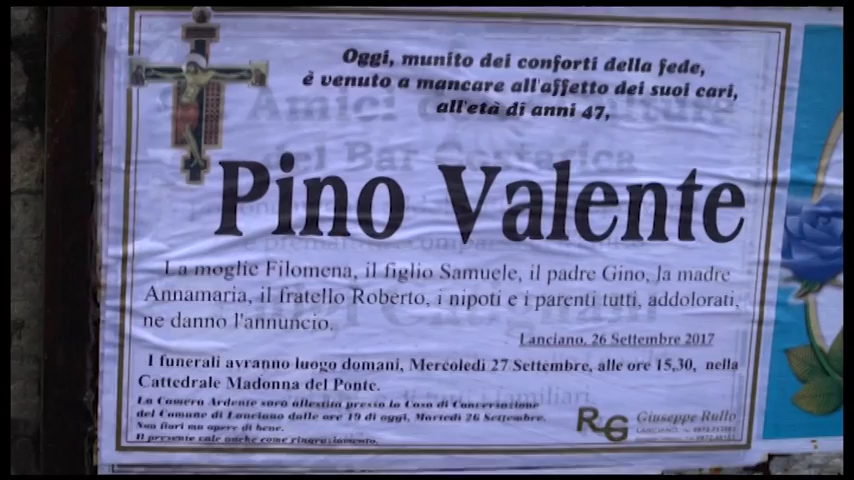 Oggi, munito dei conforti della fede,
è venuto a mancare all'affetto dei suoi cari,
all'età di anni 47,
Pino Valente
La moglie Filomena, il figlio Samuele, il padre Gino, la madre
Annamaria, il fratello Roberto, i nipoti e i parenti tutti, addolorati,
ne danno l'annuncio.
Lanciano, 26 Settembre 2017
I funerali avranno luogo domani, Mercoledì 27 Settembre, alle ore 15,30, nella
Cattedrale Madonna del Ponte.
La Camera Ardente sarà allestita presso la Casa di Conversazione
del Comune di Lanciano dalle ore 19 di oggi, Martedì 26 Settembre.
Non fiori ma opere di bene.
Il presente vale anche come ringraziamento.
RG Giuseppe Rullo
LANCIANO